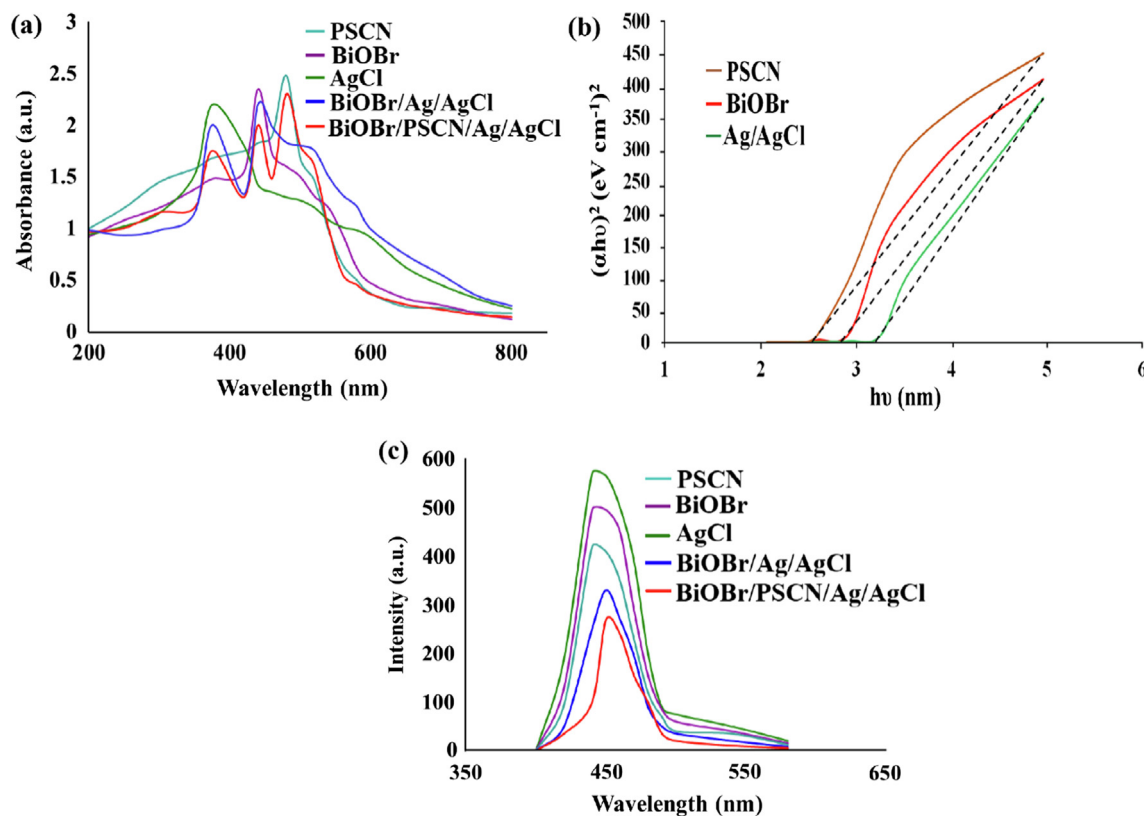 (a)
3
2.5
2
1.5
1
0.5
0
Absorbance (a.u.)
PSCN
BiOBr
AgCl
BiOBr/Ag/AgCl
BiOBr/PSCN/Ag/AgCl
200
400
600
800
Wavelength (nm)
(b)
500
450
400
350
300
250
200
150
100
50
0
(αhυ)² (eV cm⁻¹)²
PSCN
BiOBr
Ag/AgCl
1
2
3
4
5
6
hυ (nm)
(c)
600
500
400
300
200
100
0
Intensity (a.u.)
PSCN
BiOBr
AgCl
BiOBr/Ag/AgCl
BiOBr/PSCN/Ag/AgCl
350
450
550
650
Wavelength (nm)